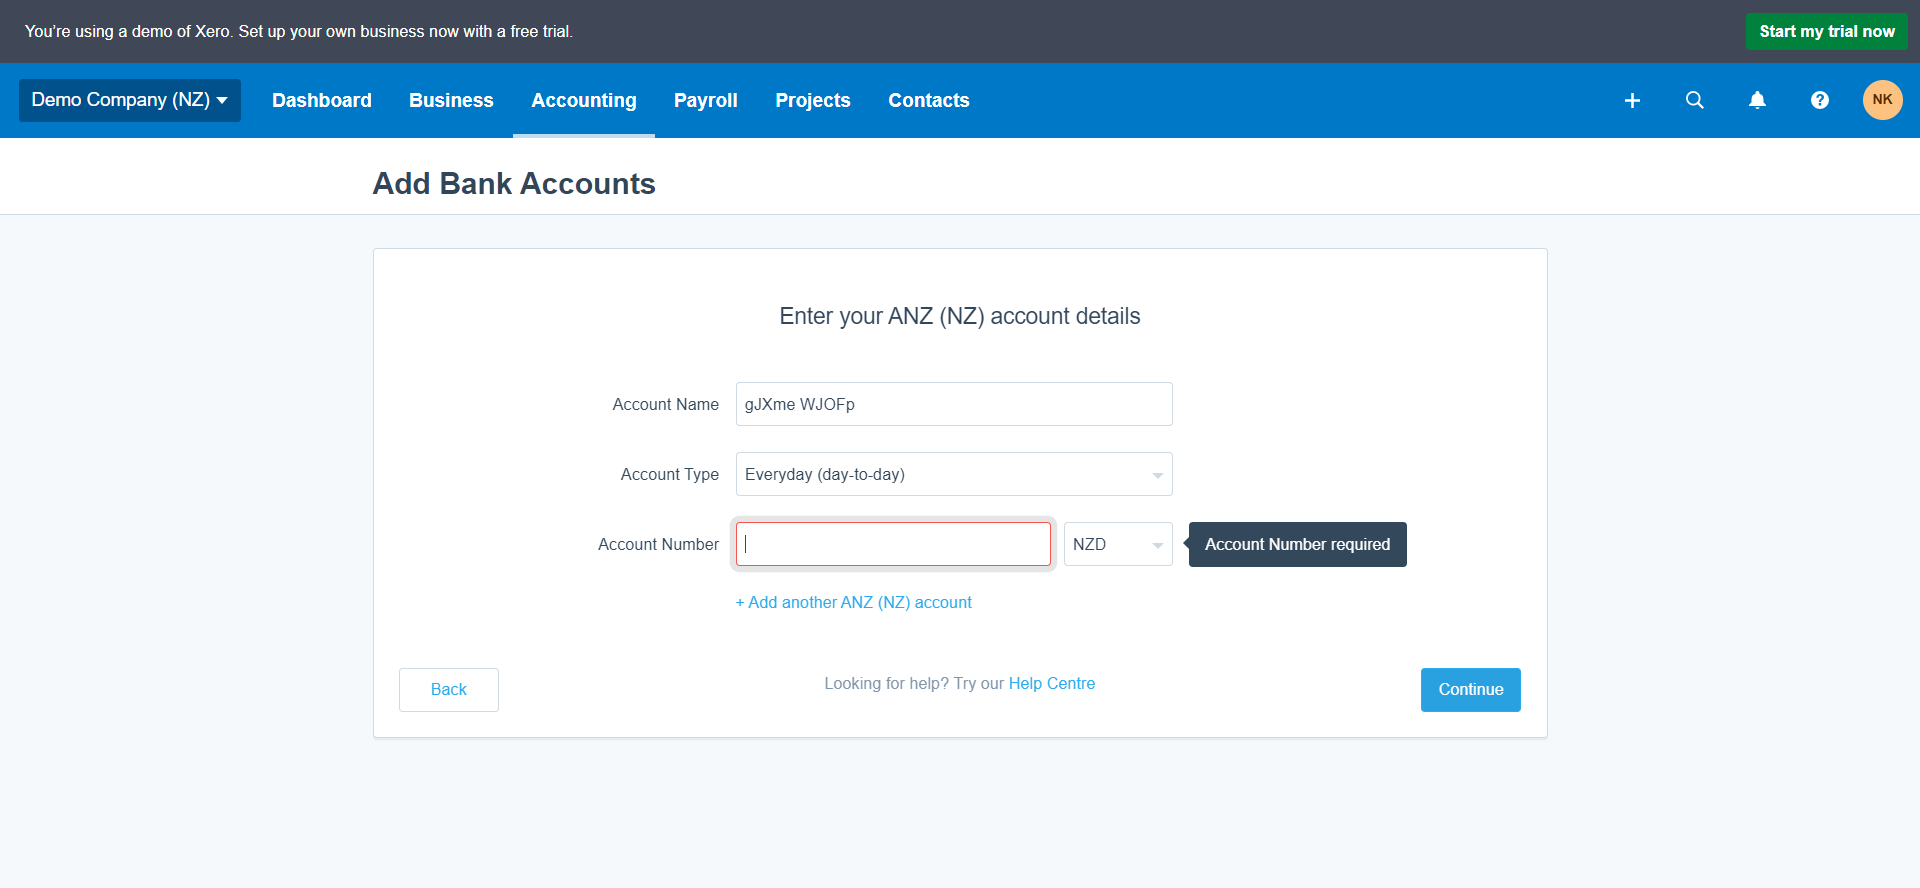 You're using a demo of Xero. Set up your own business now with a free trial.
Start my trial now
Demo Company (NZ)
Dashboard
Business
Accounting
Payroll
Projects
Contacts
NK
Add Bank Accounts
Enter your ANZ (NZ) account details
Account Name
gJXme WJOFp
Account Type
Everyday (day-to-day)
Account Number
NZD
Account Number required
+ Add another ANZ (NZ) account
Back
Looking for help? Try our Help Centre
Continue